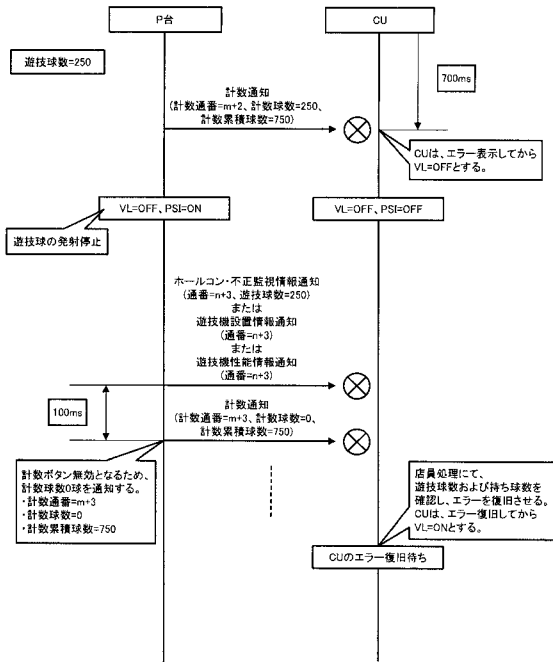 P台
CU
遊技球数=250
700ms
計数通知
(計数通番=m+2、計数球数=250、
計数累積球数=750)
CUは、エラー表示してから
VL=OFFとする。
VL=OFF、PSI=ON
VL=OFF、PSI=OFF
遊技球の発射停止
ホールコン・不正監視情報通知
(通番=n+3、遊技球数=250)
または
遊技機設置情報通知
(通番=n+3)
または
遊技機性能情報通知
(通番=n+3)
100ms
計数通知
(計数通番=m+3、計数球数=0、
計数累積球数=750)
計数ボタン無効となるため、
計数球数0球を通知する。
・計数通番=m+3
・計数球数=0
・計数累積球数=750
店員処理にて、
遊技球数および持ち球数を
確認し、エラーを復旧させる。
CUは、エラー復旧してから
VL=ONとする。
CUのエラー復旧待ち